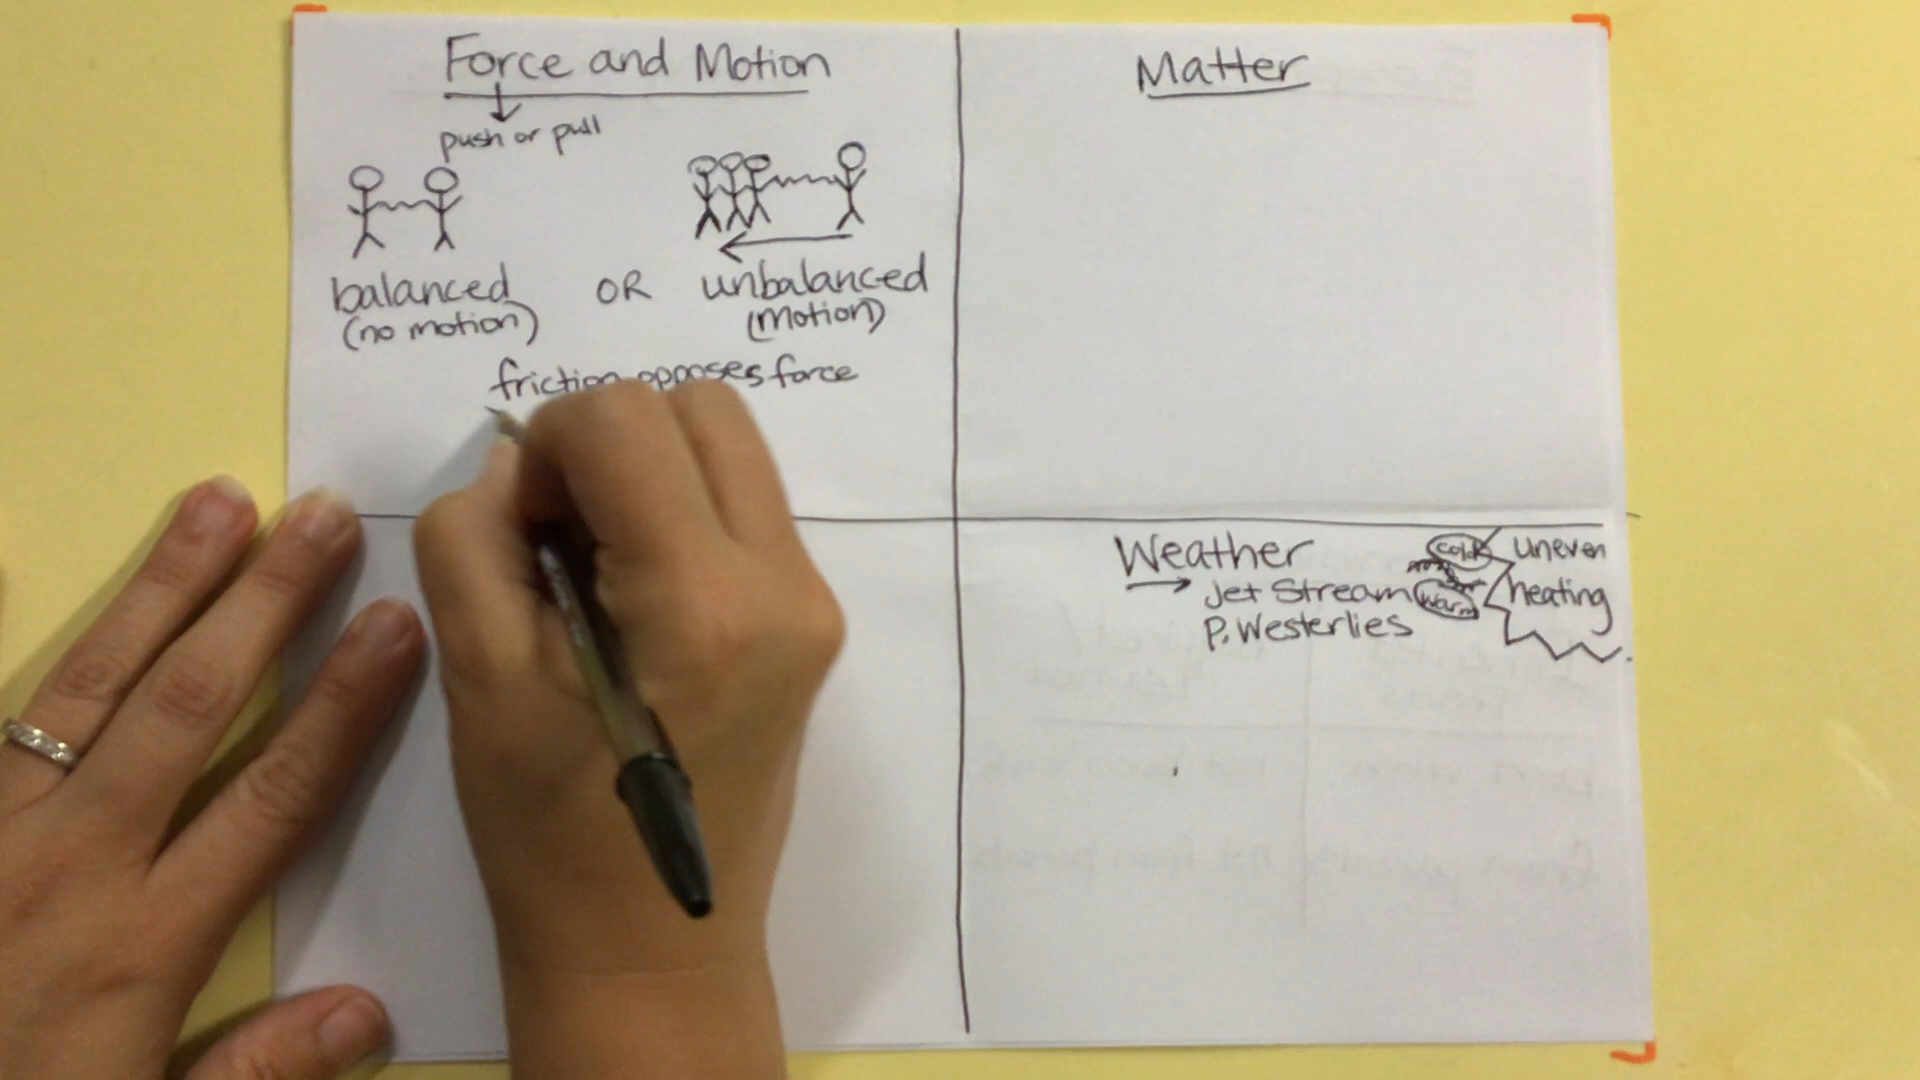 Force and Motion
push or pull
balanced OR unbalanced
(no motion) (motion)
friction opposes force
Matter
Weather
Jet Stream
P. Westerlies
cold
warm
uneven
heating